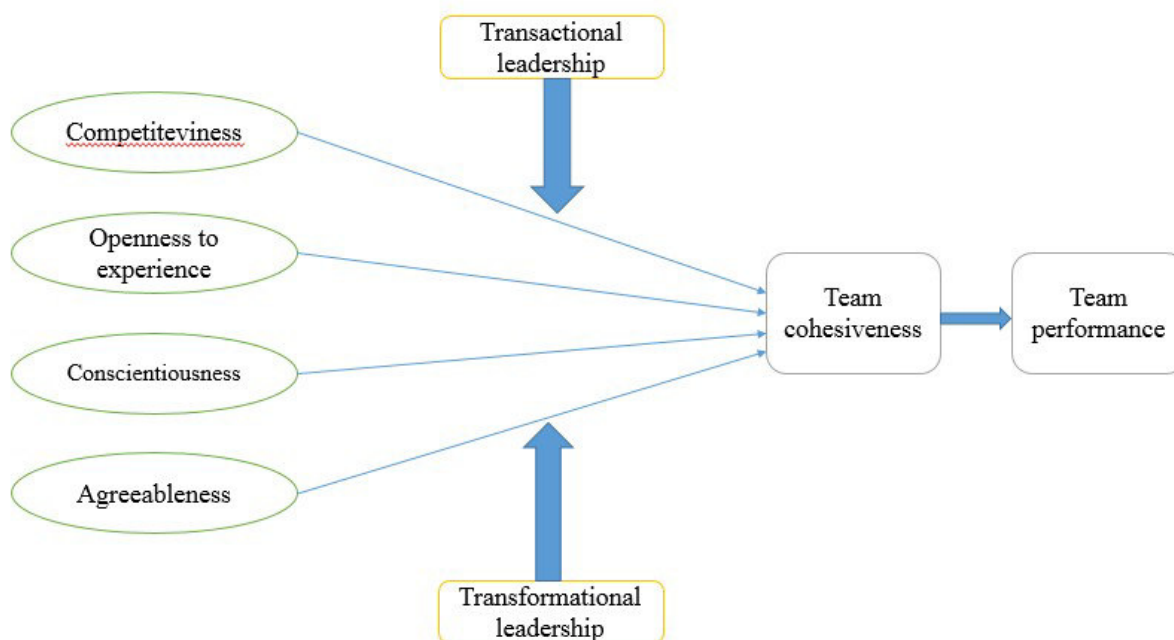 Transactional
leadership
Competiteviness
Openness to
experience
Team
cohesiveness
Team
performance
Conscientiousness
Agreeableness
Transformational
leadership